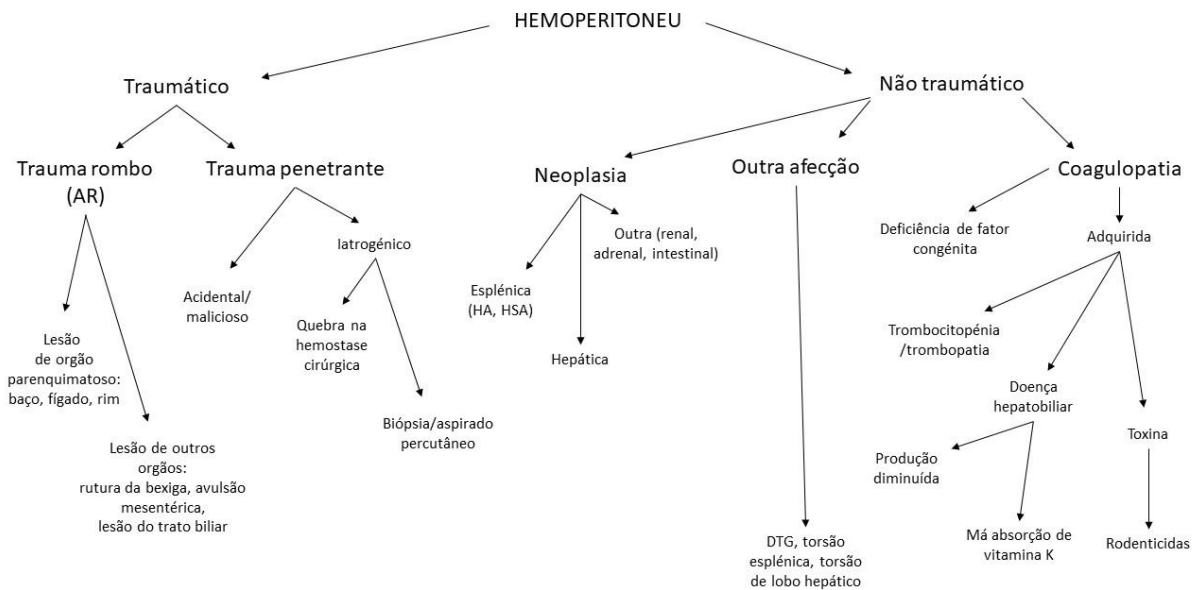 HEMOPERITONEU
Traumático
Não traumático
Trauma rombo
(AR)
Trauma penetrante
Neoplasia
Outra afecção
Coagulopatia
Iatrogénico
Outra (renal,
adrenal, intestinal)
Deficiência de fator
congénita
Adquirida
Acidental/
malicioso
Esplénica
(HA, HSA)
Lesão
de orgão
parenquimatoso:
baço, fígado, rim
Quebra na
hemostase
cirúrgica
Hepática
Trombocitopénia
/trombopatia
Doença
hepatobiliar
Biópsia/aspirado
percutâneo
Toxina
Lesão de outros
orgãos:
rutura da bexiga, avulsão
mesentérica,
lesão do trato biliar
Produção
diminuída
DTG, torsão
esplénica, torsão
de lobo hepático
Má absorção de
vitamina K
Rodenticidas